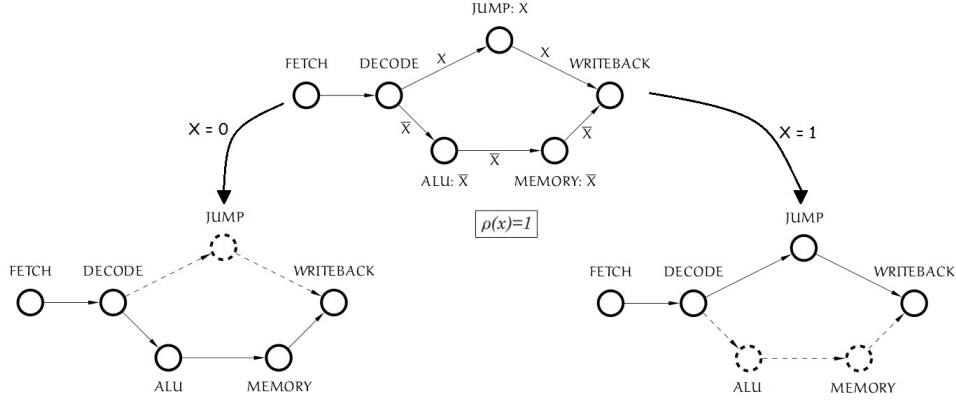 JUMP: X
FETCH
DECODE
WRITEBACK
X
X
X̅
X̅
X̅
ALU: X̅
MEMORY: X̅
X = 0
X = 1
ρ(x)=1
JUMP
FETCH
DECODE
WRITEBACK
ALU
MEMORY
JUMP
FETCH
DECODE
WRITEBACK
ALU
MEMORY